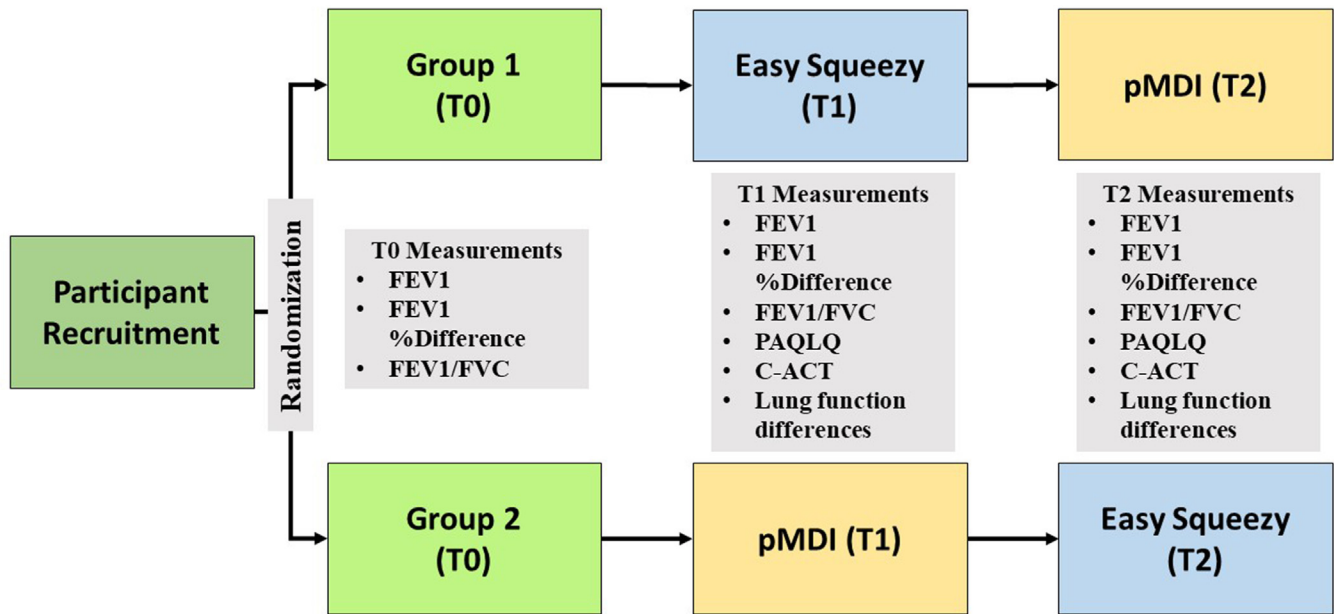 Group 1
(T0)
Easy Squeezy
(T1)
pMDI (T2)
Participant
Recruitment
Randomization
T0 Measurements
• FEV1
• FEV1
%Difference
• FEV1/FVC
T1 Measurements
• FEV1
• FEV1
%Difference
• FEV1/FVC
• PAQLQ
• C-ACT
• Lung function
differences
T2 Measurements
• FEV1
• FEV1
%Difference
• FEV1/FVC
• PAQLQ
• C-ACT
• Lung function
differences
Group 2
(T0)
pMDI (T1)
Easy Squeezy
(T2)